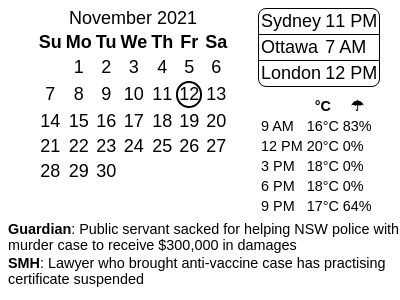 November 2021
Su Mo Tu We Th Fr Sa
1 2 3 4 5 6
7 8 9 10 11 12 13
14 15 16 17 18 19 20
21 22 23 24 25 26 27
28 29 30
Sydney 11 PM
Ottawa 7 AM
London 12 PM
°C ☂
9 AM 16°C 83%
12 PM 20°C 0%
3 PM 18°C 0%
6 PM 18°C 0%
9 PM 17°C 64%
Guardian: Public servant sacked for helping NSW police with
murder case to receive $300,000 in damages
SMH: Lawyer who brought anti-vaccine case has practising
certificate suspended